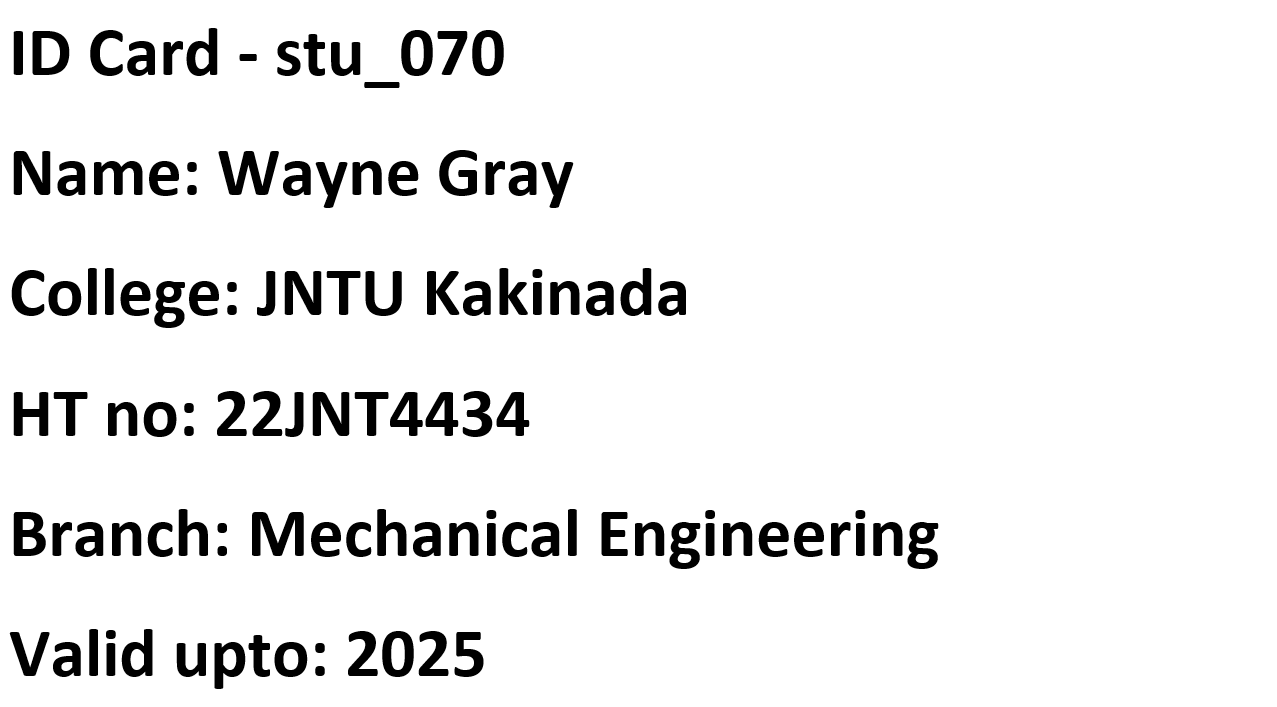 ID Card - stu_070
Name: Wayne Gray
College: JNTU Kakinada
HT no: 22JNT4434
Branch: Mechanical Engineering
Valid upto: 2025